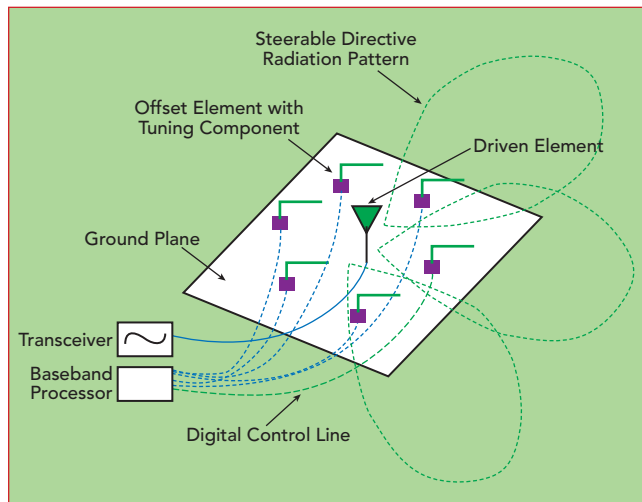 Steerable Directive
Radiation Pattern
Offset Element with
Tuning Component
Driven Element
Ground Plane
Transceiver
Baseband
Processor
Digital Control Line